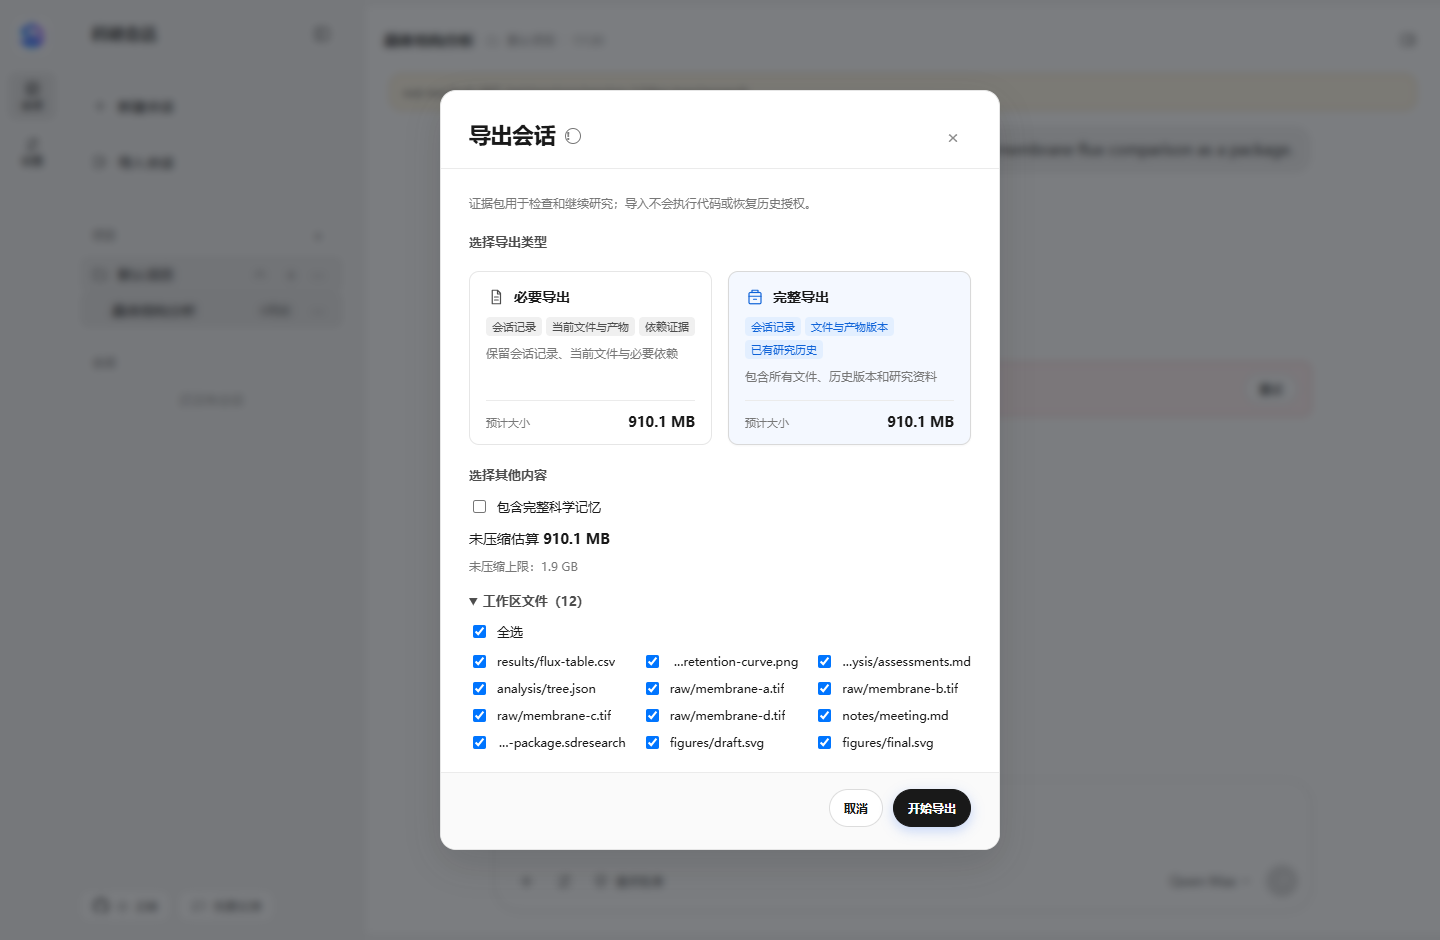 导出会话
membrane flux comparison as a package.
证据包用于检查和继续研究；导入不会执行代码或恢复历史授权。
选择导出类型
必要导出
会话记录 当前文件与产物 依赖证据
保留会话记录、当前文件与必要依赖
预计大小 910.1 MB
完整导出
会话记录 文件与产物版本
已有研究历史
包含所有文件、历史版本和研究资料
预计大小 910.1 MB
选择其他内容
包含完整科学记忆
未压缩估算 910.1 MB
未压缩上限：1.9 GB
▼ 工作区文件（12）
全选
results/flux-table.csv ...retention-curve.png ...ysis/assessments.md
analysis/tree.json raw/membrane-a.tif raw/membrane-b.tif
raw/membrane-c.tif raw/membrane-d.tif notes/meeting.md
...-package.sdresearch figures/draft.svg figures/final.svg
取消 开始导出